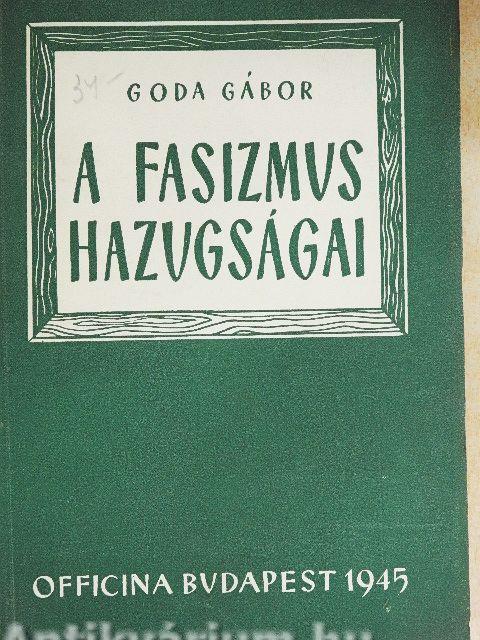 34-
GODA GÁBOR
A FASIZMUS
HAZUGSÁGAI
OFFICINA BUDAPEST 1945
Antikvárium.hu